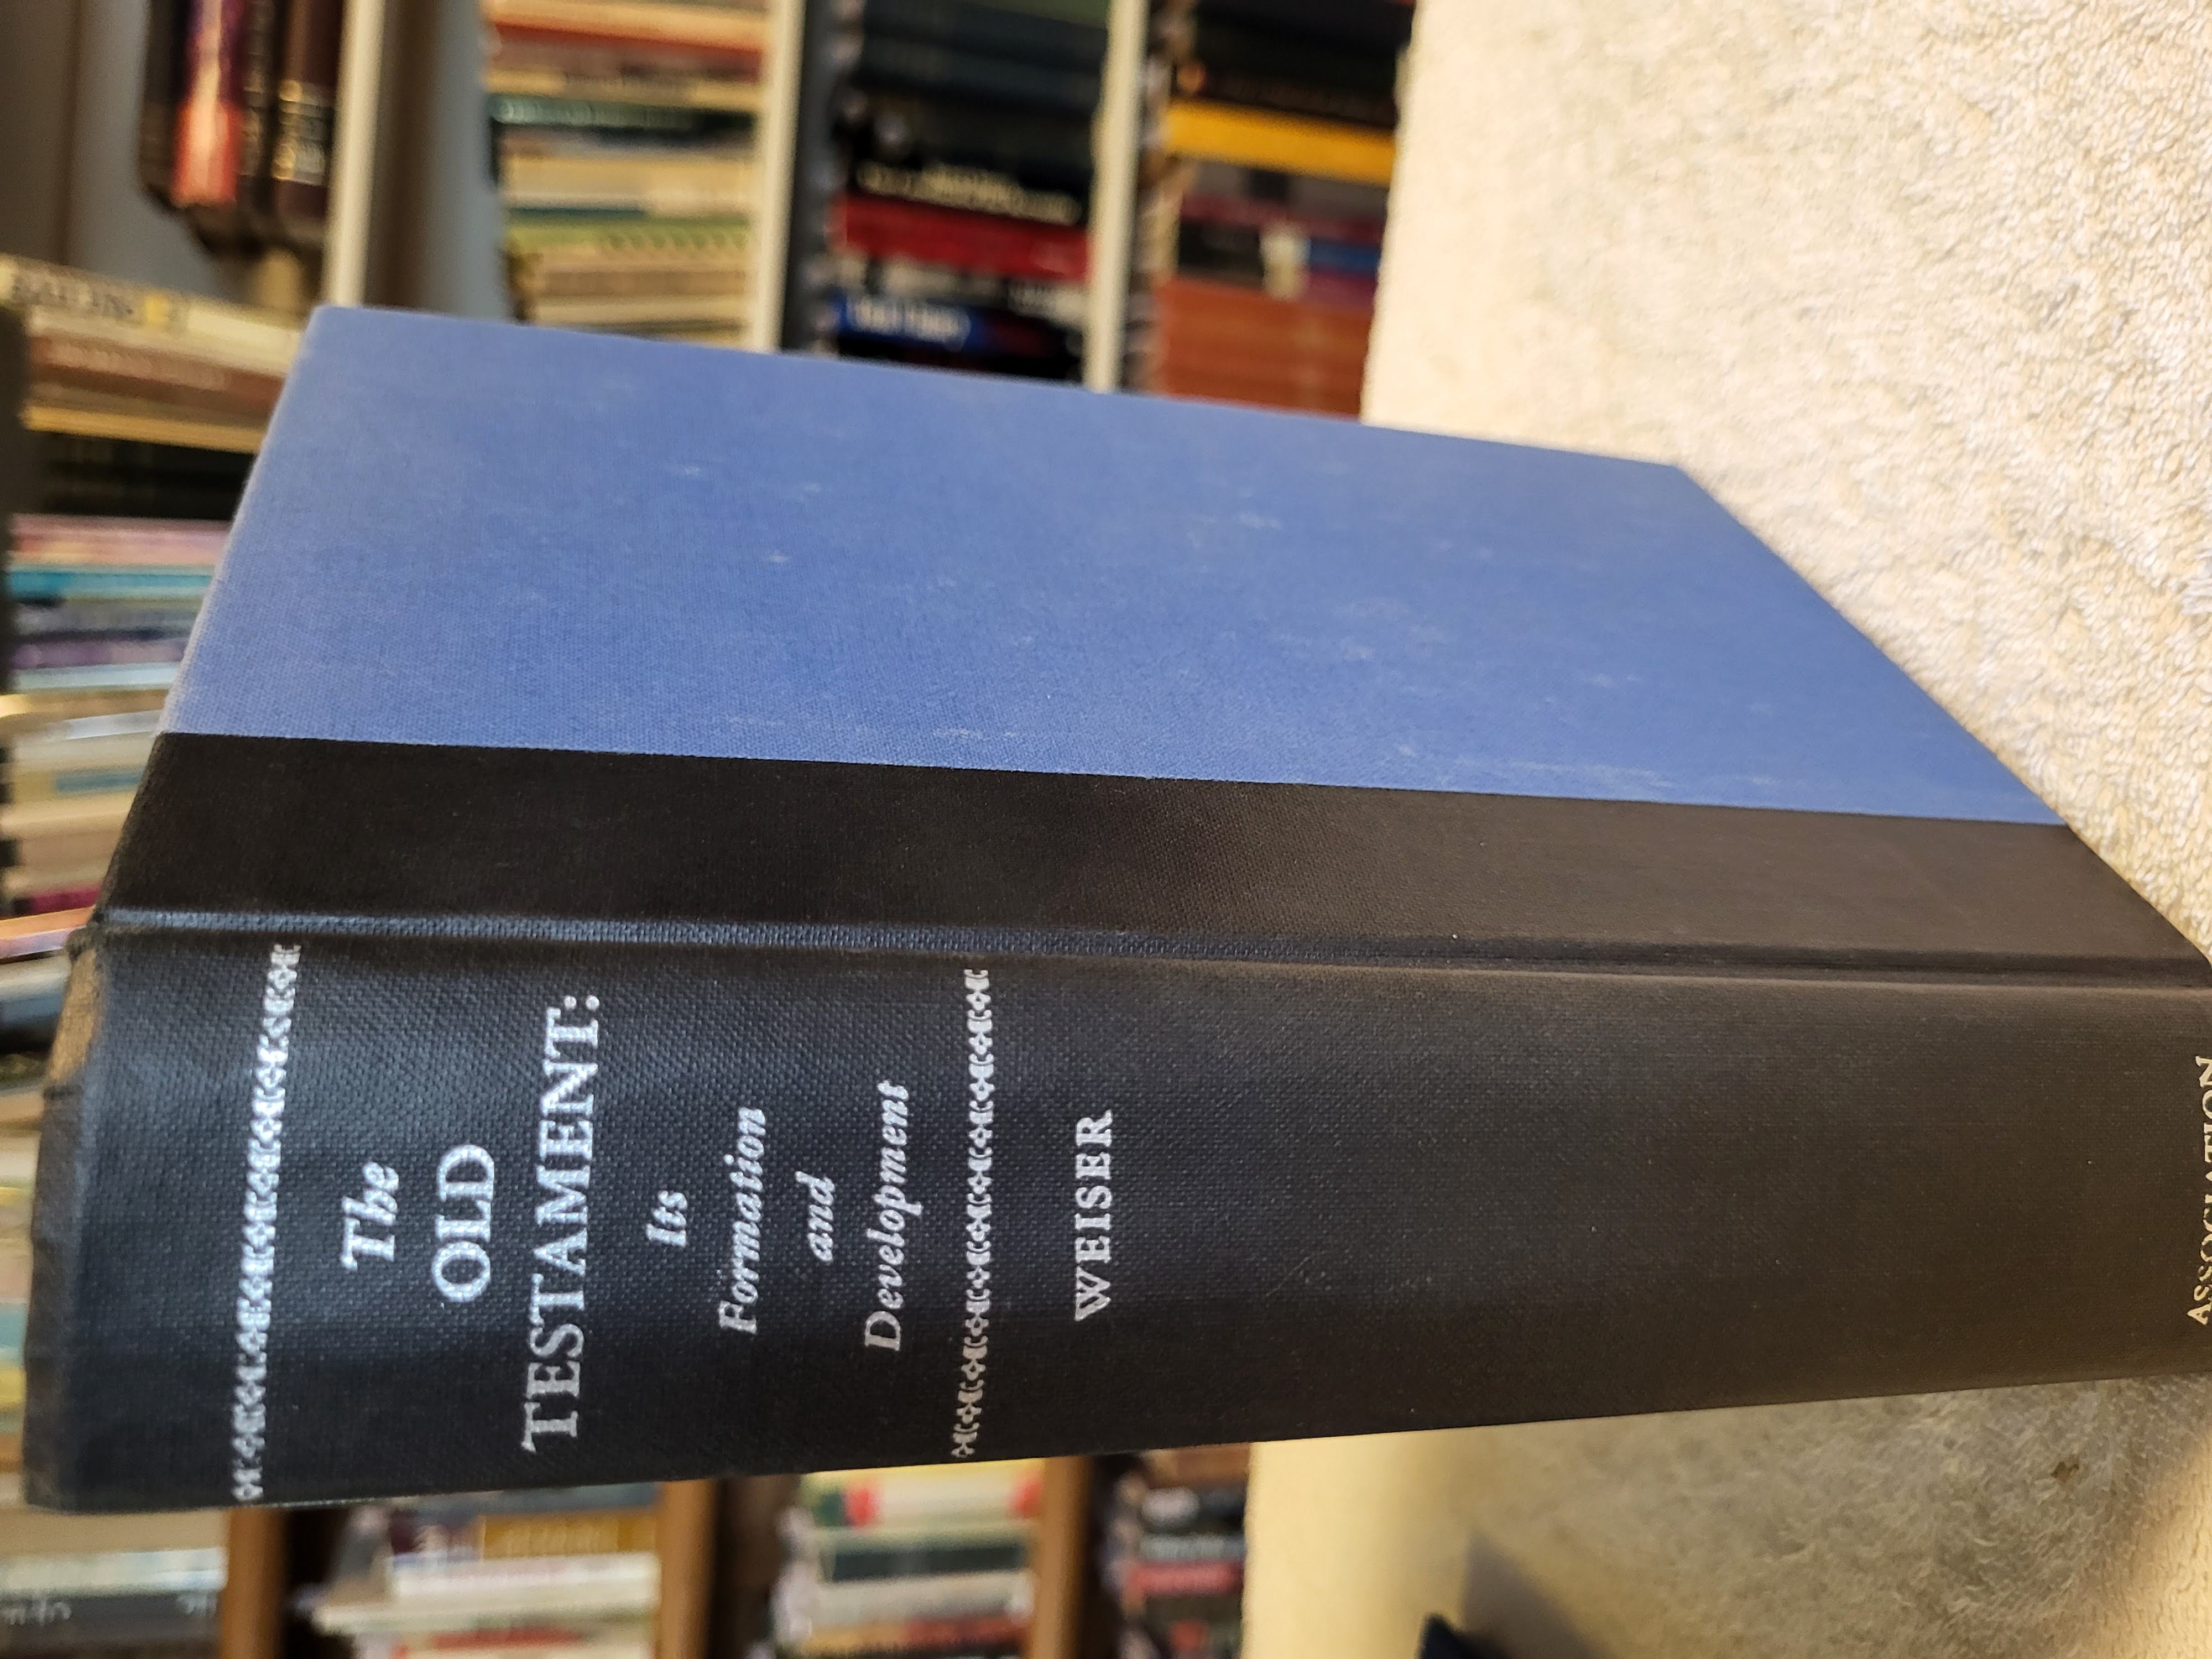 The
OLD
TESTAMENT:
Its
Formation
and
Development
WEISER
ASSOCIATION